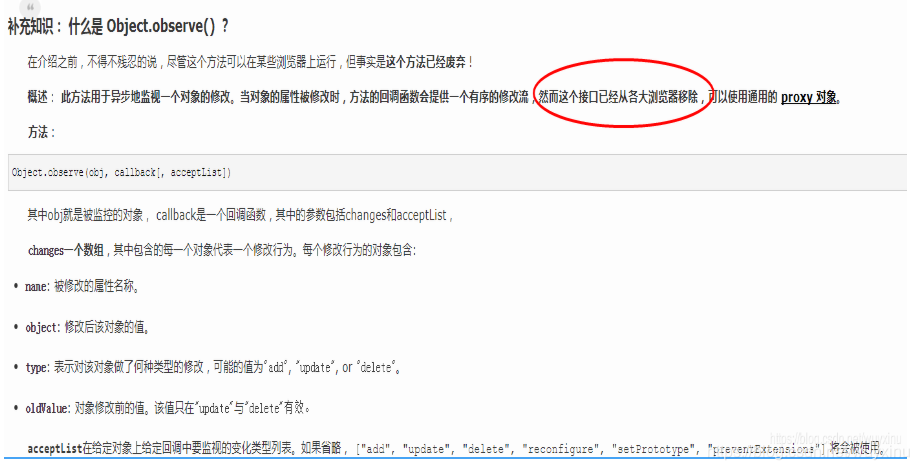 补充知识： 什么是 Object.observe() ？
在介绍之前，不得不残忍的说，尽管这个方法可以在某些浏览器上运行，但事实是这个方法已经废弃！
概述： 此方法用于异步地监视一个对象的修改。当对象的属性被修改时，方法的回调函数会提供一个有序的修改流，然而这个接口已经从各大浏览器移除，可以使用通用的 proxy 对象。
方法：
Object.observe(obj, callback[, acceptList])
其中obj就是被监控的对象， callback是一个回调函数，其中的参数包括changes和acceptList，
changes一个数组，其中包含的每一个对象代表一个修改行为。每个修改行为的对象包含:
• name: 被修改的属性名称。
• object: 修改后该对象的值。
• type: 表示对该对象做了何种类型的修改，可能的值为"add", "update", or "delete"。
• oldValue: 对象修改前的值。该值只在"update"与"delete"有效。
acceptList在给定对象上给定回调中要监视的变化类型列表。如果省略， ["add", "update", "delete", "reconfigure", "setPrototype", "preventExtensions"] 将会被使用。